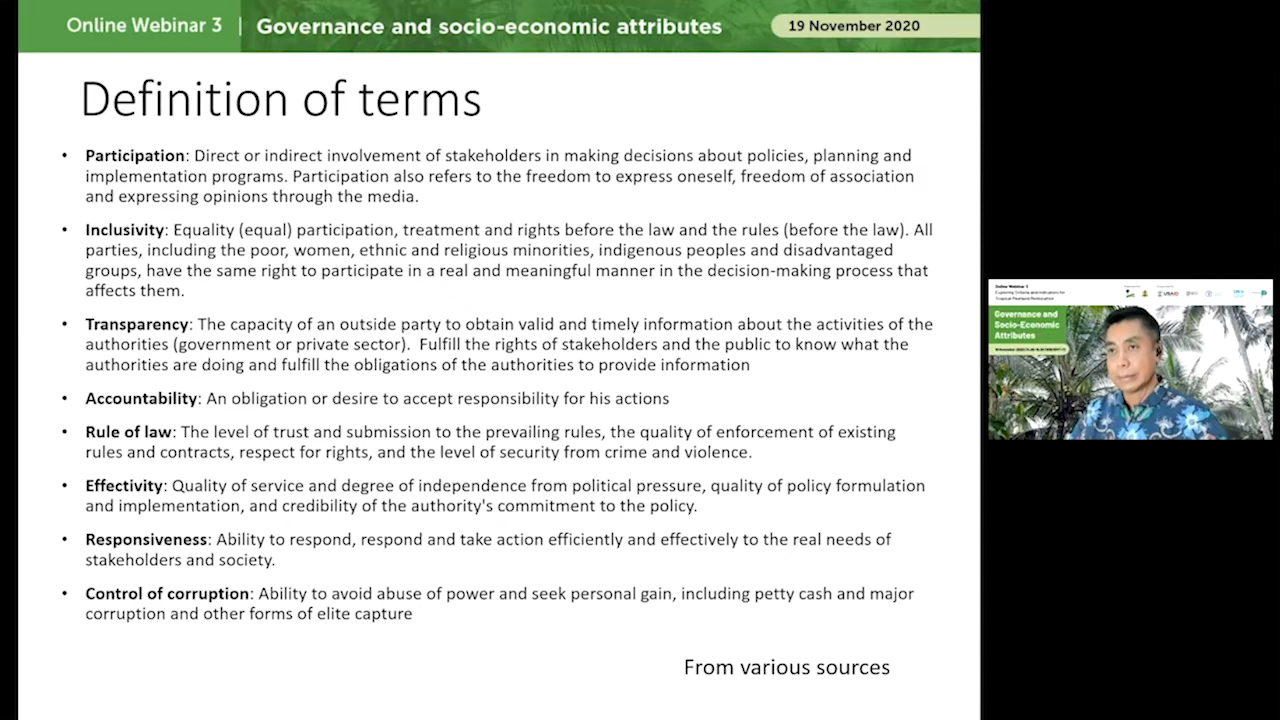 Online Webinar 3 | Governance and socio-economic attributes
19 November 2020
Definition of terms
• Participation: Direct or indirect involvement of stakeholders in making decisions about policies, planning and
implementation programs. Participation also refers to the freedom to express oneself, freedom of association
and expressing opinions through the media.
• Inclusivity: Equality (equal) participation, treatment and rights before the law and the rules (before the law). All
parties, including the poor, women, ethnic and religious minorities, indigenous peoples and disadvantaged
groups, have the same right to participate in a real and meaningful manner in the decision-making process that
affects them.
• Transparency: The capacity of an outside party to obtain valid and timely information about the activities of the
authorities (government or private sector).  Fulfill the rights of stakeholders and the public to know what the
authorities are doing and fulfill the obligations of the authorities to provide information
• Accountability: An obligation or desire to accept responsibility for his actions
• Rule of law: The level of trust and submission to the prevailing rules, the quality of enforcement of existing
rules and contracts, respect for rights, and the level of security from crime and violence.
• Effectivity: Quality of service and degree of independence from political pressure, quality of policy formulation
and implementation, and credibility of the authority's commitment to the policy.
• Responsiveness: Ability to respond, respond and take action efficiently and effectively to the real needs of
stakeholders and society.
• Control of corruption: Ability to avoid abuse of power and seek personal gain, including petty cash and major
corruption and other forms of elite capture
From various sources
Online Webinar 3
Exploring Criteria and Indicators for
Tropical Peatland Restoration
USAID
Governance and
Socio-Economic
Attributes